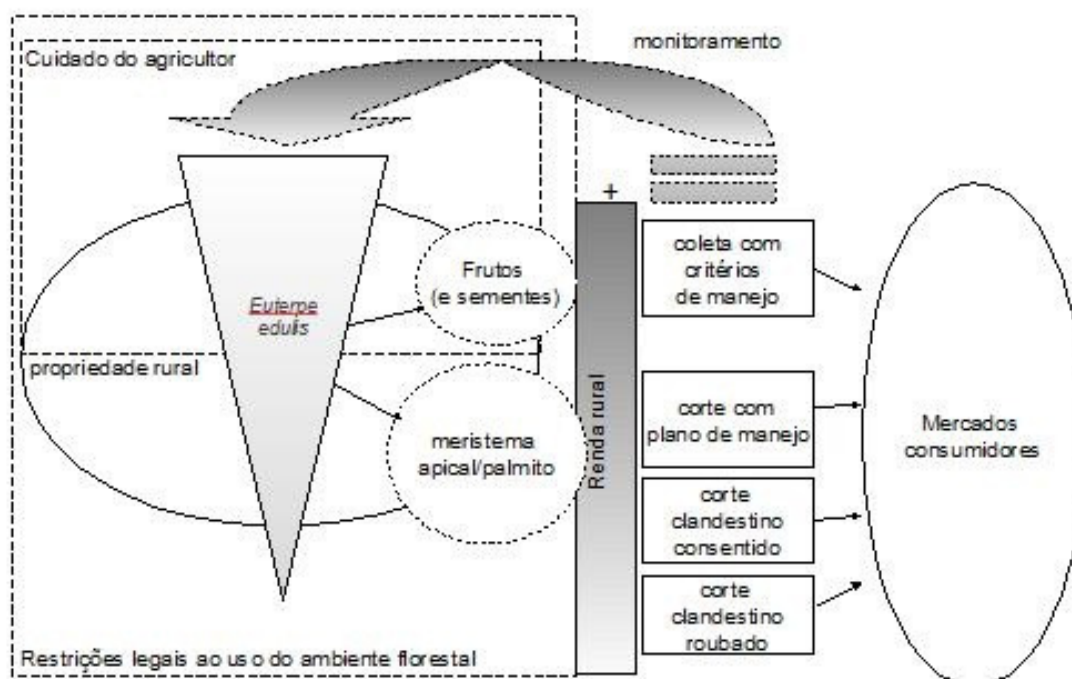 monitoramento
Cuidado do agricultor
+
coleta com
critérios
de manejo
Frutos
(e sementes)
Euterpe
edulis
propriedade rural
meristema
apical/palmito
Renda rural
corte com
plano de manejo
Mercados
consumidores
corte
clandestino
consentido
corte
clandestino
roubado
Restrições legais ao uso do ambiente florestal